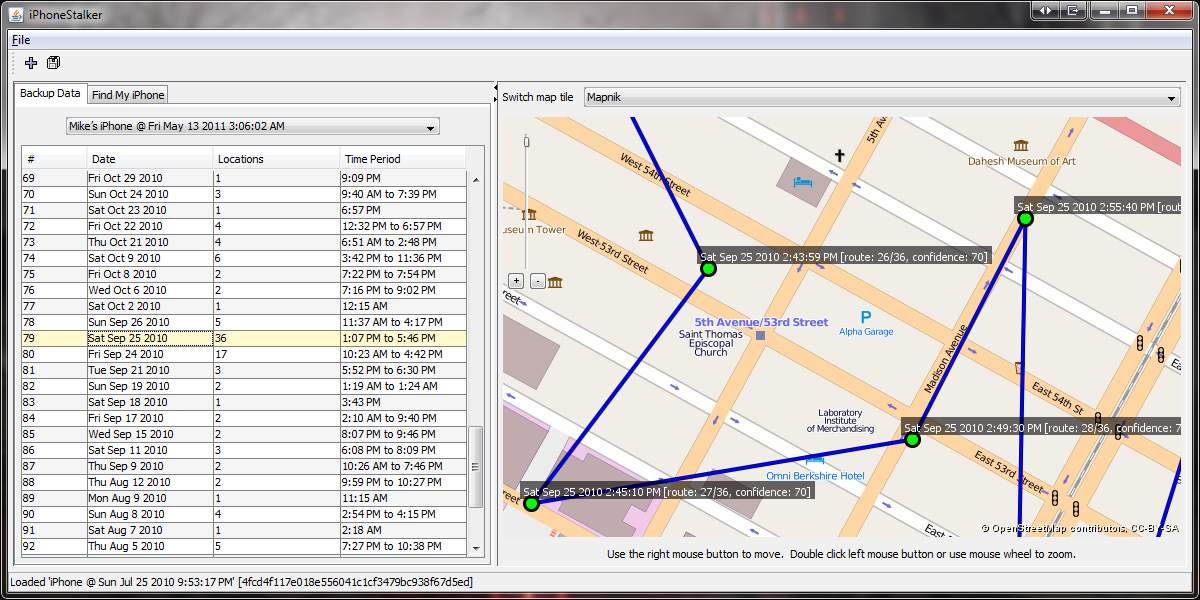 iPhoneStalker
File
Backup Data Find My iPhone
Mike's iPhone @ Fri May 13 2011 3:06:02 AM
# Date Locations Time Period
69 Fri Oct 29 2010 1 9:09 PM
70 Sun Oct 24 2010 3 9:40 AM to 7:39 PM
71 Sat Oct 23 2010 1 6:57 PM
72 Fri Oct 22 2010 4 12:32 PM to 6:57 PM
73 Thu Oct 21 2010 4 6:51 AM to 2:48 PM
74 Sat Oct 9 2010 6 3:42 PM to 11:36 PM
75 Fri Oct 8 2010 2 7:22 PM to 7:54 PM
76 Wed Oct 6 2010 2 7:16 PM to 9:02 PM
77 Sat Oct 2 2010 1 12:15 AM
78 Sun Sep 26 2010 5 11:37 AM to 4:17 PM
79 Sat Sep 25 2010 36 1:07 PM to 5:46 PM
80 Fri Sep 24 2010 17 10:23 AM to 4:42 PM
81 Tue Sep 21 2010 3 5:52 PM to 6:30 PM
82 Sun Sep 19 2010 2 1:19 AM to 1:24 AM
83 Sat Sep 18 2010 1 3:43 PM
84 Fri Sep 17 2010 2 2:10 AM to 9:40 PM
85 Wed Sep 15 2010 2 8:07 PM to 9:46 PM
86 Sat Sep 11 2010 3 6:08 PM to 8:09 PM
87 Thu Sep 9 2010 2 10:26 AM to 7:46 PM
88 Thu Aug 12 2010 2 9:59 PM to 10:27 PM
89 Mon Aug 9 2010 1 11:15 AM
90 Sun Aug 8 2010 4 2:54 PM to 4:15 PM
91 Sat Aug 7 2010 1 2:18 AM
92 Thu Aug 5 2010 5 7:27 PM to 10:38 PM
Switch map tile Mapnik
5th Av
West 54th Street
Dahesh Museum of Art
Sat Sep 25 2010 2:55:40 PM [rout
useum Tower
West 53rd Street
Sat Sep 25 2010 2:43:59 PM [route: 26/36, confidence: 70]
+ -
reet
5th Avenue/53rd Street
Saint Thomas
Episcopal
Church
P
Alpha Garage
Madison Avenue
Ea
East 54th St
Laboratory
Institute
of Merchandising
Sat Sep 25 2010 2:49:30 PM [route: 28/36, confidence: 7
East 53rd Street
Omni Berkshire Hotel
Sat Sep 25 2010 2:45:10 PM [route: 27/36, confidence: 70]
reet
East
© OpenStreetMap contributors, CC-BY-SA
Use the right mouse button to move. Double click left mouse button or use mouse wheel to zoom.
Loaded 'iPhone @ Sun Jul 25 2010 9:53:17 PM' [4fcd4f117e018e556041c1cf3479bc938f67d5ed]